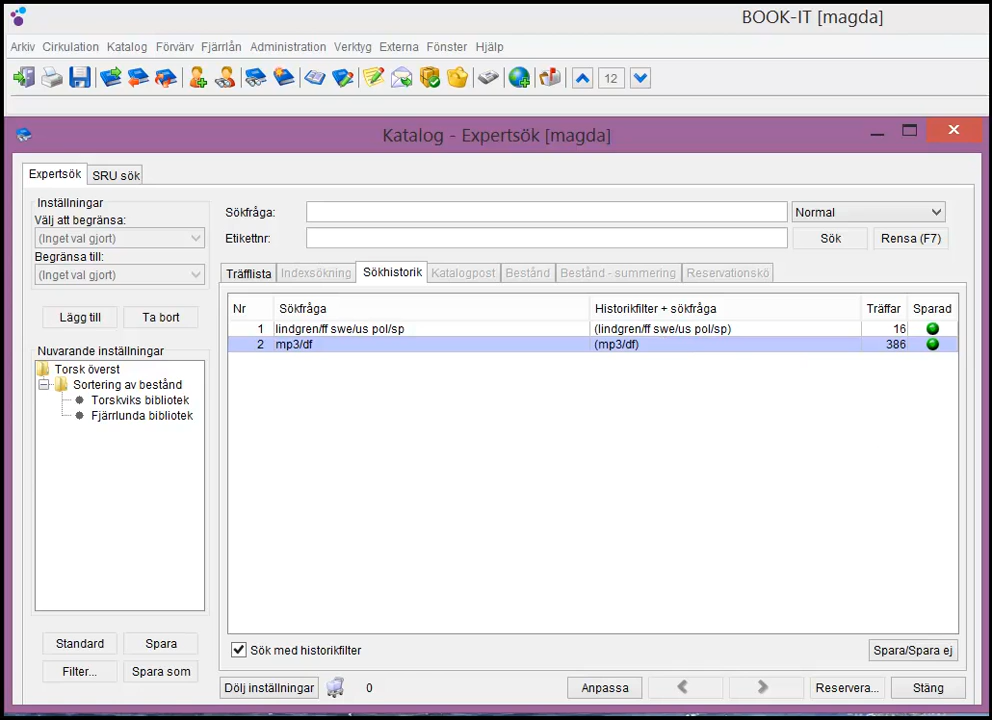 BOOK-IT [magda]
Arkiv Cirkulation Katalog Förvärv Fjärrlån Administration Verktyg Externa Fönster Hjälp
12
Katalog - Expertsök [magda]
Expertsök SRU sök
Inställningar
Välj att begränsa:
(Inget val gjort)
Begränsa till:
(Inget val gjort)
Lägg till Ta bort
Nuvarande inställningar
Torsk överst
Sortering av bestånd
Torskviks bibliotek
Fjärrlunda bibliotek
Standard Spara
Filter... Spara som
Sökfråga: Normal
Etikettnr: Sök Rensa (F7)
Träfflista Indexsökning Sökhistorik Katalogpost Bestånd Bestånd - summering Reservationskö
Nr Sökfråga Historikfilter + sökfråga Träffar Sparad
1 lindgren/ff swe/us pol/sp (lindgren/ff swe/us pol/sp) 16
2 mp3/df (mp3/df) 386
Sök med historikfilter Spara/Spara ej
Dölj inställningar 0 Anpassa Reservera... Stäng